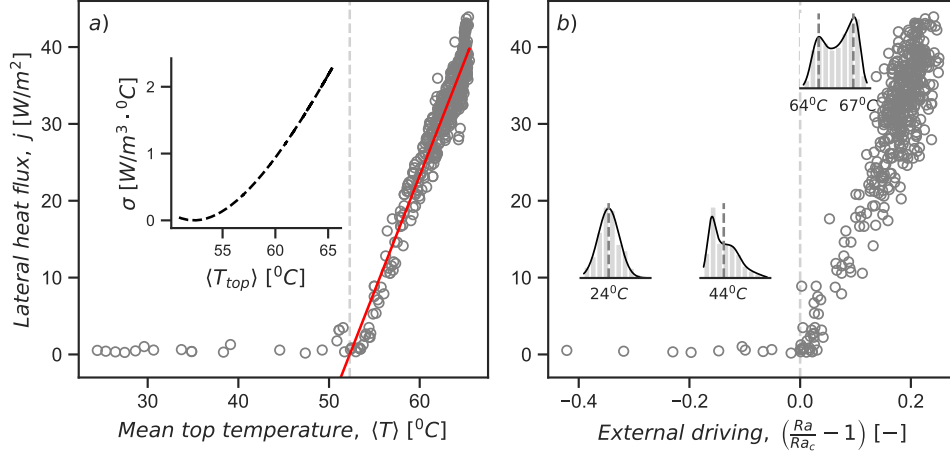 a)
Lateral heat flux, j [W/m²]
40
30
20
10
0
30
40
50
60
Mean top temperature, ⟨T⟩ [⁰C]
σ [W/m³ · ⁰C]
2
1
0
55
60
65
⟨T_top⟩ [⁰C]
b)
40
30
20
10
0
−0.4
−0.2
0.0
0.2
External driving, (Ra/Ra_c − 1) [−]
24⁰C
44⁰C
64⁰C 67⁰C